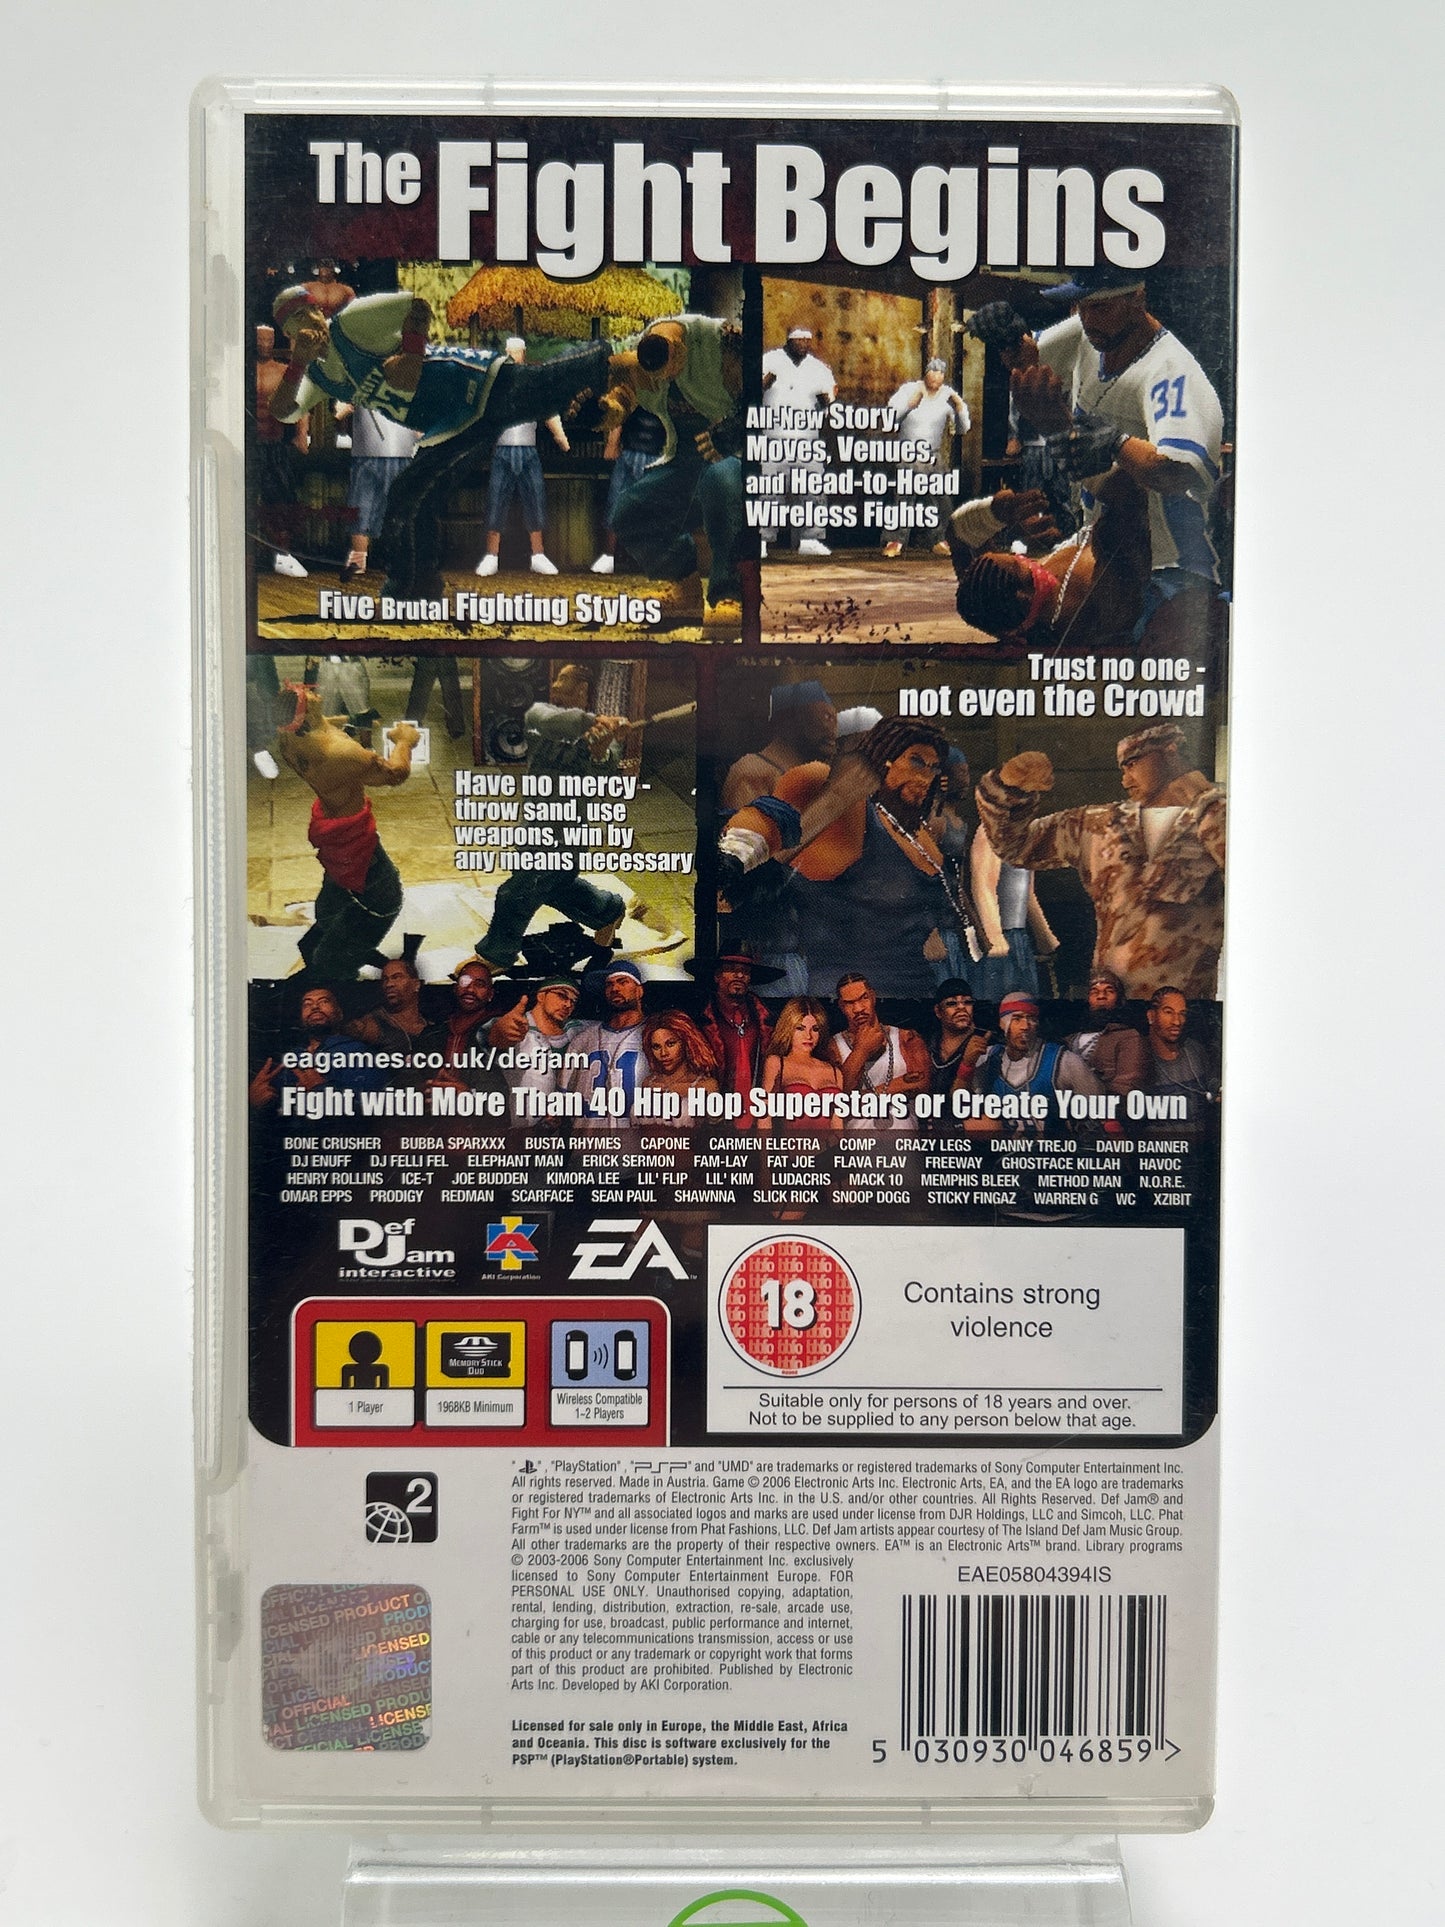 The Fight Begins
27
31
All-New Story,
Moves, Venues,
and Head-to-Head
Wireless Fights
Five Brutal Fighting Styles
Trust no one -
not even the Crowd
Have no mercy -
throw sand, use
weapons, win by
any means necessary
31
eagames.co.uk/defjam
Fight with More Than 40 Hip Hop Superstars or Create Your Own
BONE CRUSHER BUBBA SPARXXX BUSTA RHYMES CAPONE CARMEN ELECTRA COMP CRAZY LEGS DANNY TREJO DAVID BANNER
DJ ENUFF DJ FELLI FEL ELEPHANT MAN ERICK SERMON FAM-LAY FAT JOE FLAVA FLAV FREEWAY GHOSTFACE KILLAH HAVOC
HENRY ROLLINS ICE-T JOE BUDDEN KIMORA LEE LIL' FLIP LIL' KIM LUDACRIS MACK 10 MEMPHIS BLEEK METHOD MAN N.O.R.E.
OMAR EPPS PRODIGY REDMAN SCARFACE SEAN PAUL SHAWNNA SLICK RICK SNOOP DOGG STICKY FINGAZ WARREN G WC XZIBIT
Def Jam interactive
AKI Corporation
EA™
18
Contains strong
violence
Suitable only for persons of 18 years and over.
Not to be supplied to any person below that age.
MEMORY STICK
DUO
1 Player
1968KB Minimum
Wireless Compatible
1-2 Players
2
" ", "PlayStation", "PSP" and "UMD" are trademarks or registered trademarks of Sony Computer Entertainment Inc.
All rights reserved. Made in Austria. Game © 2006 Electronic Arts Inc. Electronic Arts, EA, and the EA logo are trademarks
or registered trademarks of Electronic Arts Inc. in the U.S. and/or other countries. All Rights Reserved. Def Jam® and
Fight For NY™ and all associated logos and marks are used under license from DJR Holdings, LLC and Simcoh, LLC. Phat
Farm™ is used under license from Phat Fashions, LLC. Def Jam artists appear courtesy of The Island Def Jam Music Group.
All other trademarks are the property of their respective owners. EA™ is an Electronic Arts™ brand. Library programs
© 2003-2006 Sony Computer Entertainment Inc. exclusively
licensed to Sony Computer Entertainment Europe. FOR
PERSONAL USE ONLY. Unauthorised copying, adaptation,
rental, lending, distribution, extraction, re-sale, arcade use,
charging for use, broadcast, public performance and internet,
cable or any telecommunications transmission, access or use
of this product or any trademark or copyright work that forms
part of this product are prohibited. Published by Electronic
Arts Inc. Developed by AKI Corporation.
Licensed for sale only in Europe, the Middle East, Africa
and Oceania. This disc is software exclusively for the
PSP™ (PlayStation®Portable) system.
EAE05804394IS
5 030930 046859 >
OFFICIAL LICENSED PRODUCT